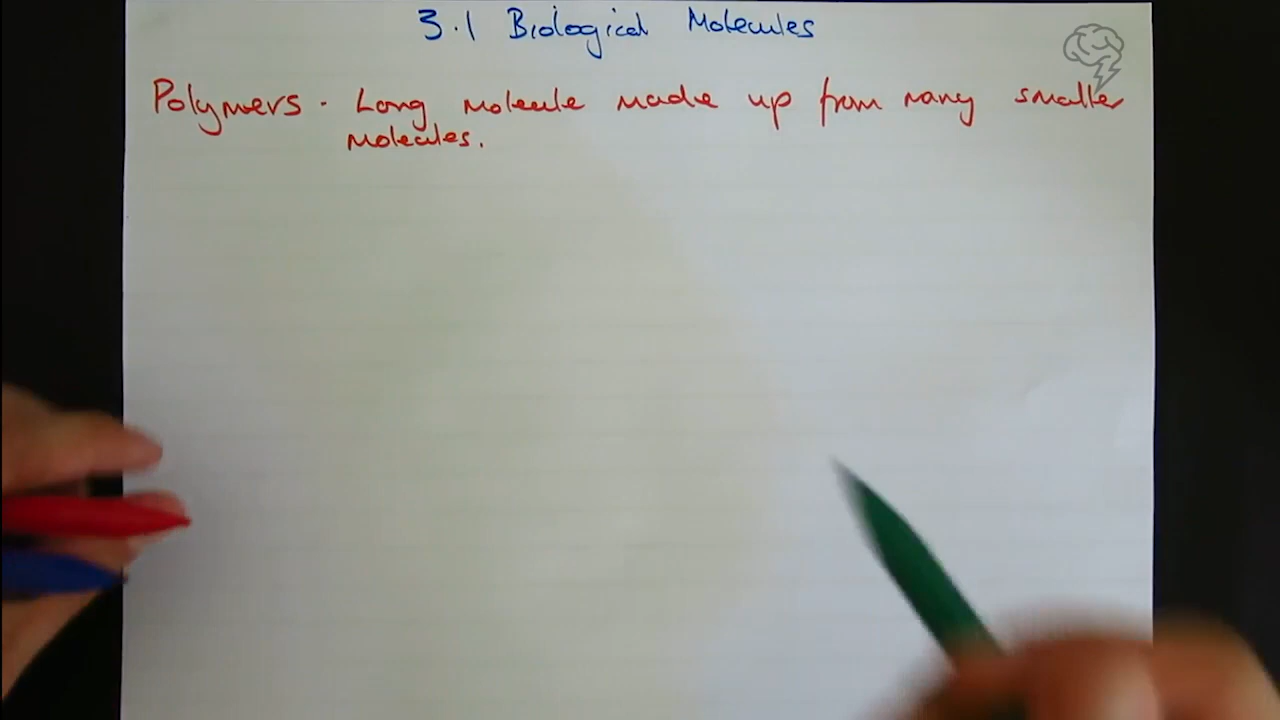 3.1 Biological Molecules
Polymers - Long molecule made up from many smaller
molecules.